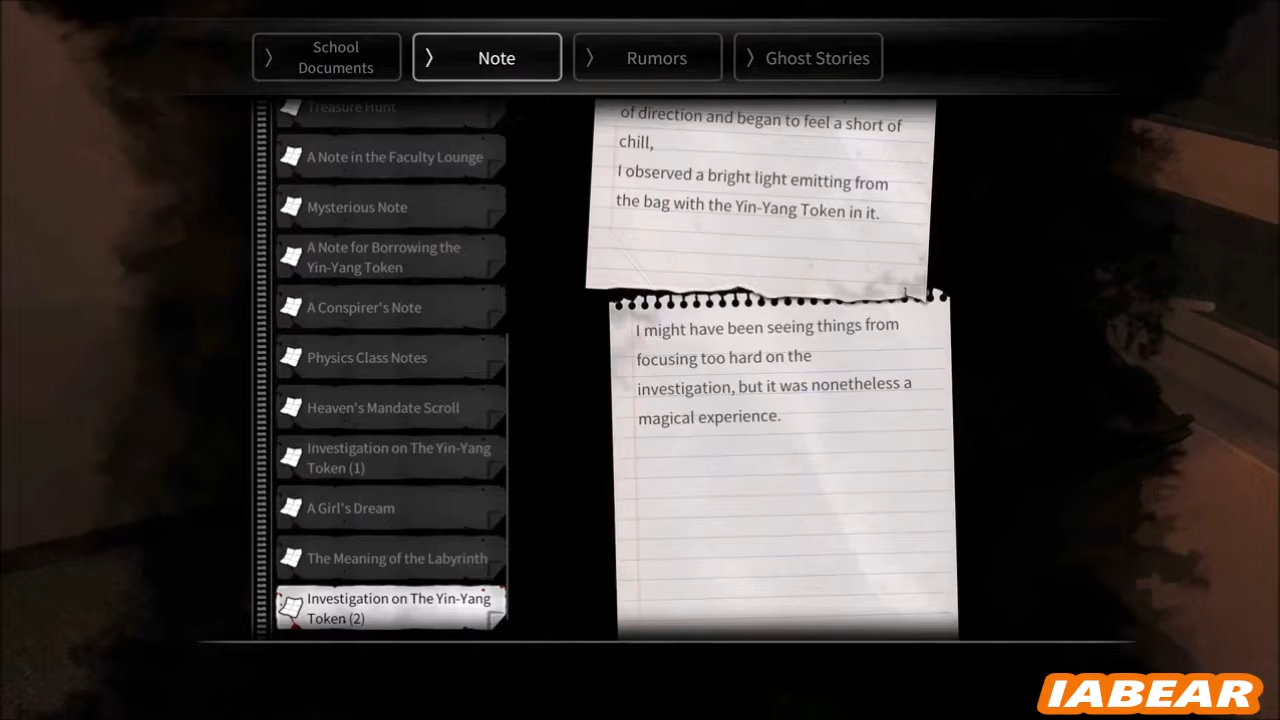 School
Documents
Note
Rumors
Ghost Stories
Treasure Hunt
A Note in the Faculty Lounge
Mysterious Note
A Note for Borrowing the
Yin-Yang Token
A Conspirer's Note
Physics Class Notes
Heaven's Mandate Scroll
Investigation on The Yin-Yang
Token (1)
A Girl's Dream
The Meaning of the Labyrinth
Investigation on The Yin-Yang
Token (2)
of direction and began to feel a short of
chill,
I observed a bright light emitting from
the bag with the Yin-Yang Token in it.
I might have been seeing things from
focusing too hard on the
investigation, but it was nonetheless a
magical experience.
IABEAR